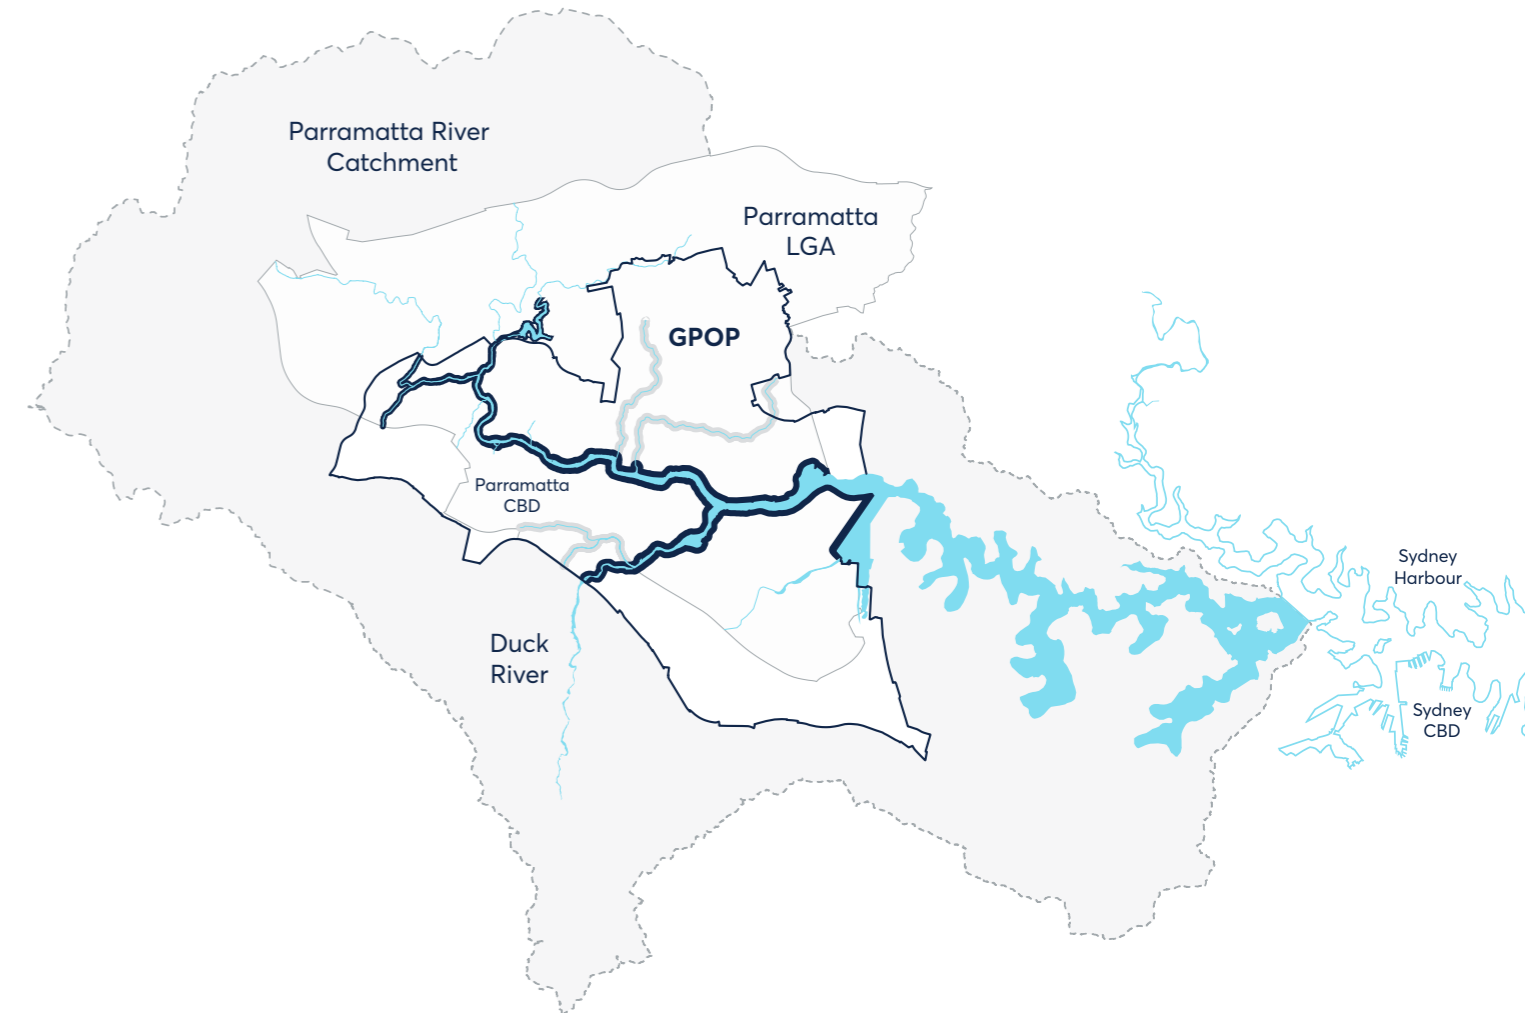 Parramatta River
Catchment
Parramatta
LGA
GPOP
Parramatta
CBD
Duck
River
Sydney
Harbour
Sydney
CBD